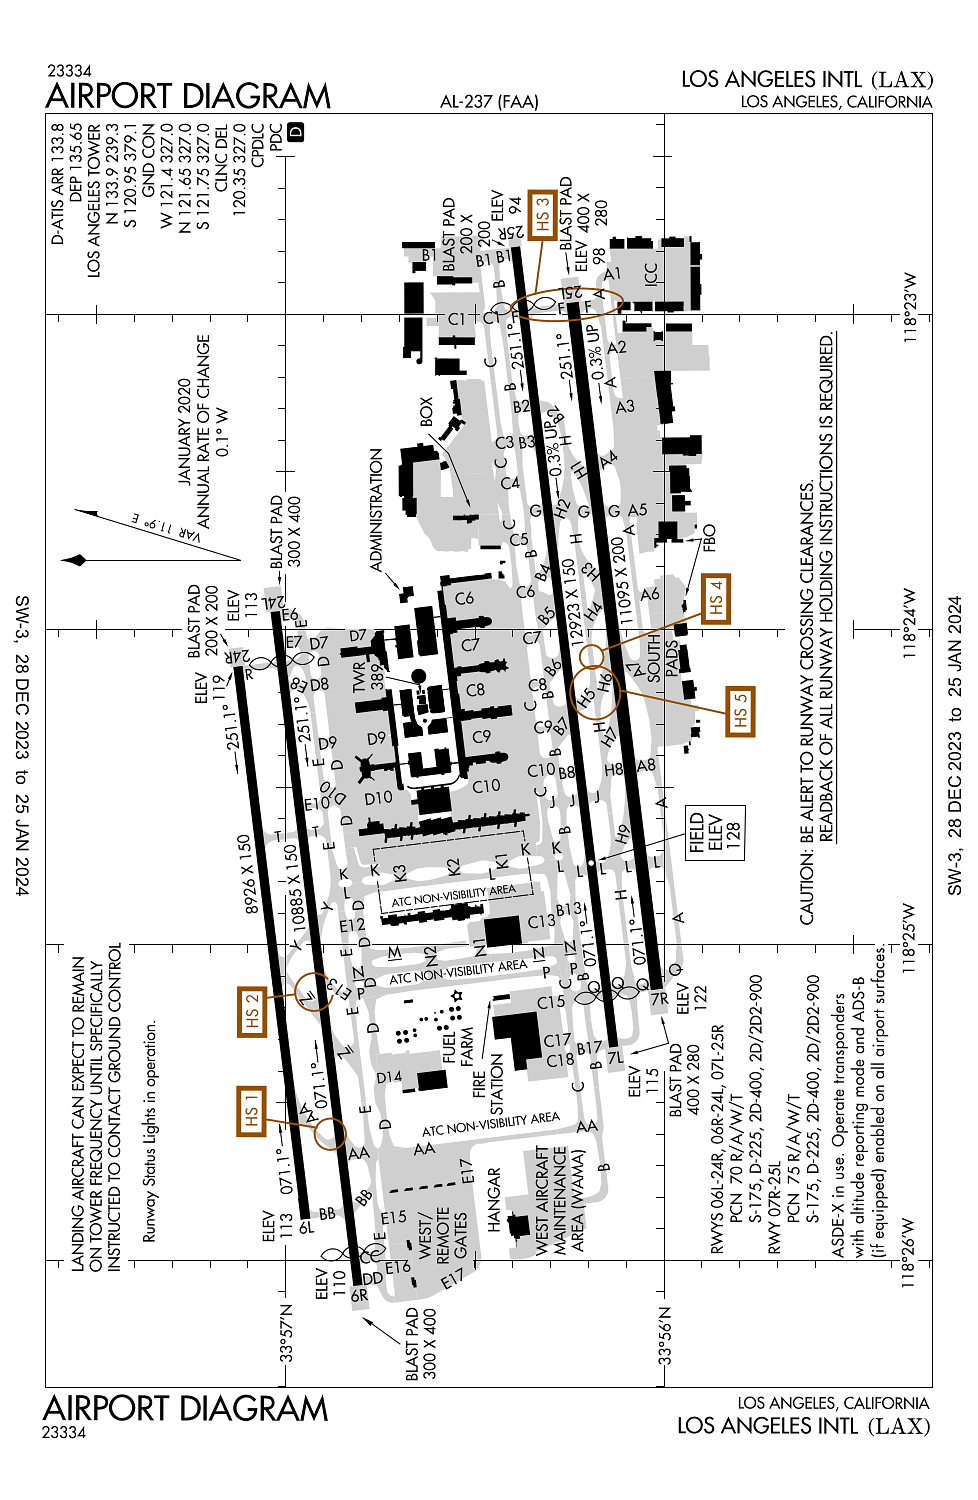 23334
AIRPORT DIAGRAM
AL-237 (FAA)
LOS ANGELES INTL (LAX)
LOS ANGELES, CALIFORNIA
D-ATIS ARR 133.8
DEP 135.65
LOS ANGELES TOWER
N 133.9 239.3
S 120.95 379.1
GND CON
W 121.4 327.0
N 121.65 327.0
S 121.75 327.0
CLNC DEL
120.35 327.0
CPDLC
PDC
D
JANUARY 2020
ANNUAL RATE OF CHANGE
0.1° W
VAR 11.9° E
BLAST PAD
200 X
200
ELEV
94
25R
HS 3
BLAST PAD
400 X
280
ELEV
98
25L
ICC
B1
B1
B1
B
C1
C1
F
F
F
A
A1
A2
A
A3
A4
C
B
B2
B2
C3
B3
C
C4
H
H1
251.1°
251.1°
0.3% UP
0.3% UP
BOX
ADMINISTRATION
118°23'W
BLAST PAD
300 X 400
BLAST PAD
200 X 200
ELEV
113
24L
24R
ELEV
119
E6
E
E7
D7
D7
R
D
E8
D8
251.1°
251.1°
D9
D9
E
D
D10
D10
E10
D
TWR
389
C6
C7
C8
C9
C10
C5
C
B
B4
C6
B5
C7
B6
C8
B
C
C9
B7
B
C10
B8
C
G
G
G
A5
H2
H
A
H3
H4
A6
H5
H6
H
H7
A7
H8
A8
12923 X 150
11095 X 200
FBO
SOUTH
PADS
HS 4
HS 5
118°24'W
8926 X 150
10885 X 150
T
T
E
Y
Y
K
K
K3
K2
K1
K
K
L
L
L
L
L
J
J
J
B
H9
H
A
A
FIELD
ELEV
128
ATC NON-VISIBILITY AREA
E12
D
E
D
M
N2
N1
N
N
N
N
N
C13
B13
P
P
P
ATC NON-VISIBILITY AREA
E13
HS 2
071.1°
071.1°
118°25'W
C15
B
C
Q
Q
Q
Q
7R
ELEV
122
C17
C18
B17
7L
ELEV
115
BLAST PAD
400 X 280
FUEL
FARM
FIRE
STATION
D14
D
E
D
E
071.1°
071.1°
HS 1
AA
AA
AA
AA
ATC NON-VISIBILITY AREA
C
B
B
6L
ELEV
113
BB
BB
E15
E16
E17
E17
WEST/
REMOTE
GATES
HANGAR
WEST AIRCRAFT
MAINTENANCE
AREA (WAMA)
CC
E
DD
6R
ELEV
110
BLAST PAD
300 X 400
118°26'W
33°57'N
33°56'N
LANDING AIRCRAFT CAN EXPECT TO REMAIN
ON TOWER FREQUENCY UNTIL SPECIFICALLY
INSTRUCTED TO CONTACT GROUND CONTROL
Runway Status Lights in operation.
CAUTION: BE ALERT TO RUNWAY CROSSING CLEARANCES.
READBACK OF ALL RUNWAY HOLDING INSTRUCTIONS IS REQUIRED.
RWYS 06L-24R, 06R-24L, 07L-25R
PCN 70 R/A/W/T
S-175, D-225, 2D-400, 2D/2D2-900
RWY 07R-25L
PCN 75 R/A/W/T
S-175, D-225, 2D-400, 2D/2D2-900
ASDE-X in use. Operate transponders
with altitude reporting mode and ADS-B
(if equipped) enabled on all airport surfaces.
SW-3, 28 DEC 2023 to 25 JAN 2024
SW-3, 28 DEC 2023 to 25 JAN 2024
AIRPORT DIAGRAM
23334
LOS ANGELES, CALIFORNIA
LOS ANGELES INTL (LAX)